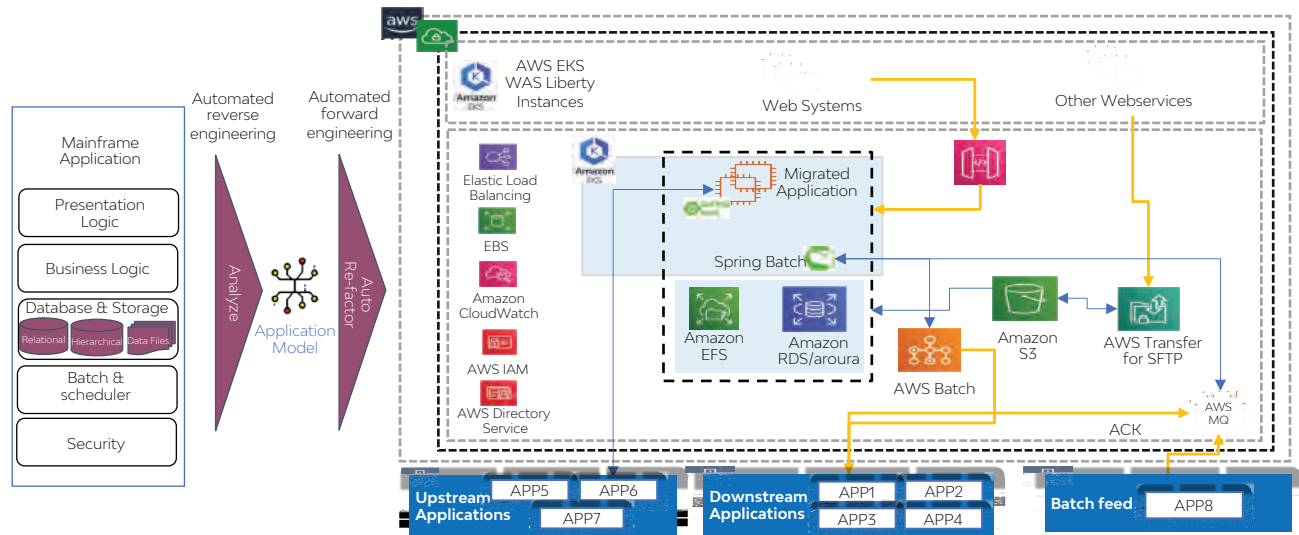 aws
AWS EKS
WAS Liberty
Instances
Amazon
EKS
Web Systems
Other Webservices
Automated
reverse
engineering
Automated
forward
engineering
Mainframe
Application
Presentation
Logic
Business Logic
Database & Storage
Relational
Hierarchical
Data Files
Batch &
scheduler
Security
Analyze
Application
Model
Auto
Re-factor
Elastic Load
Balancing
EBS
Amazon
CloudWatch
AWS IAM
AWS Directory
Service
Amazon
EKS
Migrated
Application
Spring Batch
Amazon
EFS
Amazon
RDS/aroura
AWS Batch
Amazon
S3
AWS Transfer
for SFTP
AWS
MQ
ACK
Upstream
Applications
APP5
APP6
APP7
Downstream
Applications
APP1
APP2
APP3
APP4
Batch feed
APP8